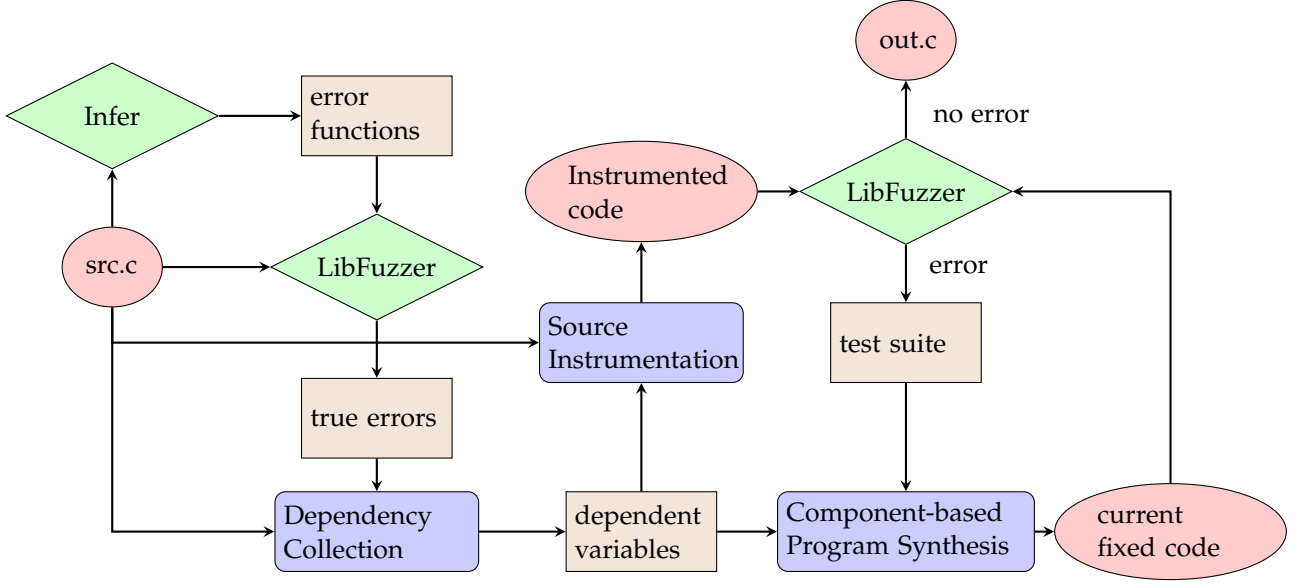 out.c
Infer
error
functions
no error
Instrumented
code
LibFuzzer
src.c
LibFuzzer
error
Source
Instrumentation
test suite
true errors
Dependency
Collection
dependent
variables
Component-based
Program Synthesis
current
fixed code